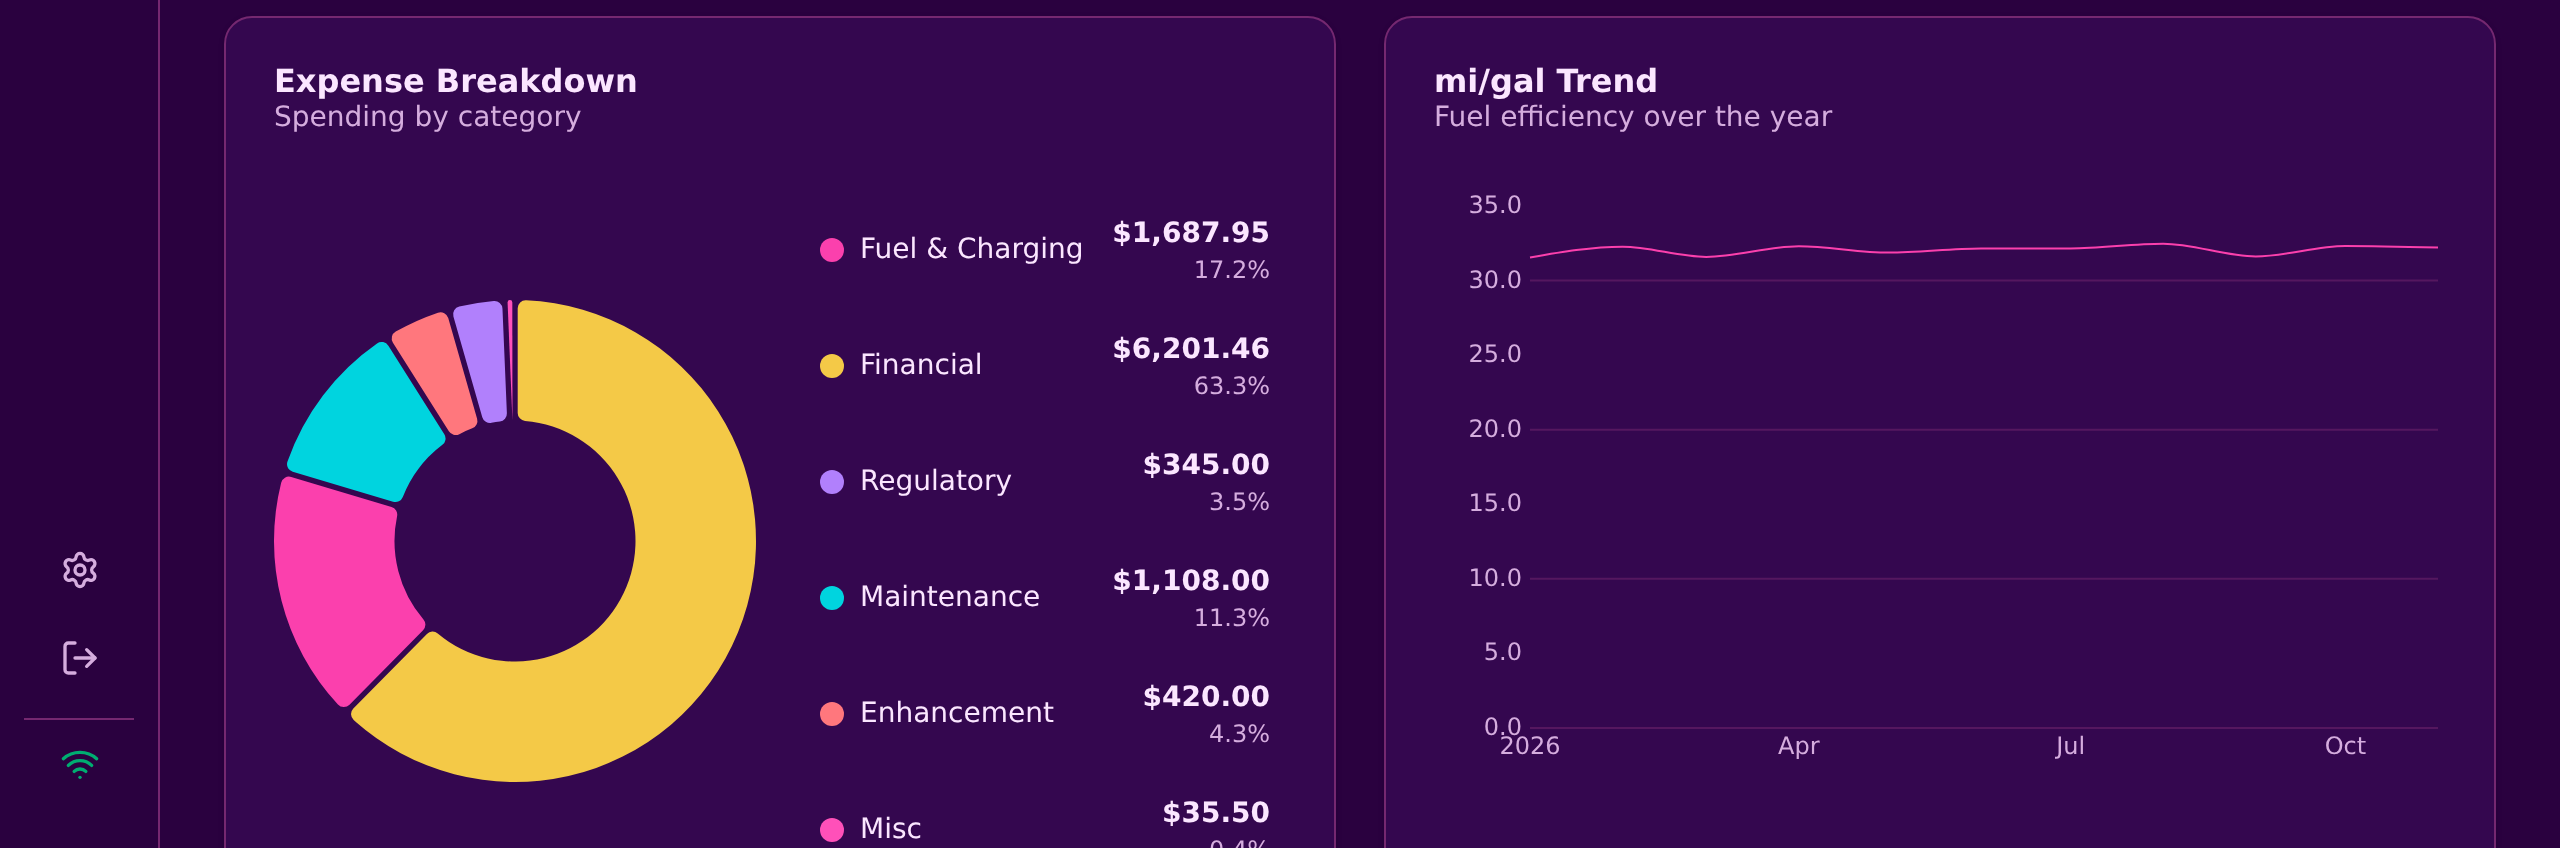 Expense Breakdown
Spending by category
Fuel & Charging
$1,687.95
17.2%
Financial
$6,201.46
63.3%
Regulatory
$345.00
3.5%
Maintenance
$1,108.00
11.3%
Enhancement
$420.00
4.3%
Misc
$35.50
mi/gal Trend
Fuel efficiency over the year
35.0
30.0
25.0
20.0
15.0
10.0
5.0
0.0
2026
Apr
Jul
Oct